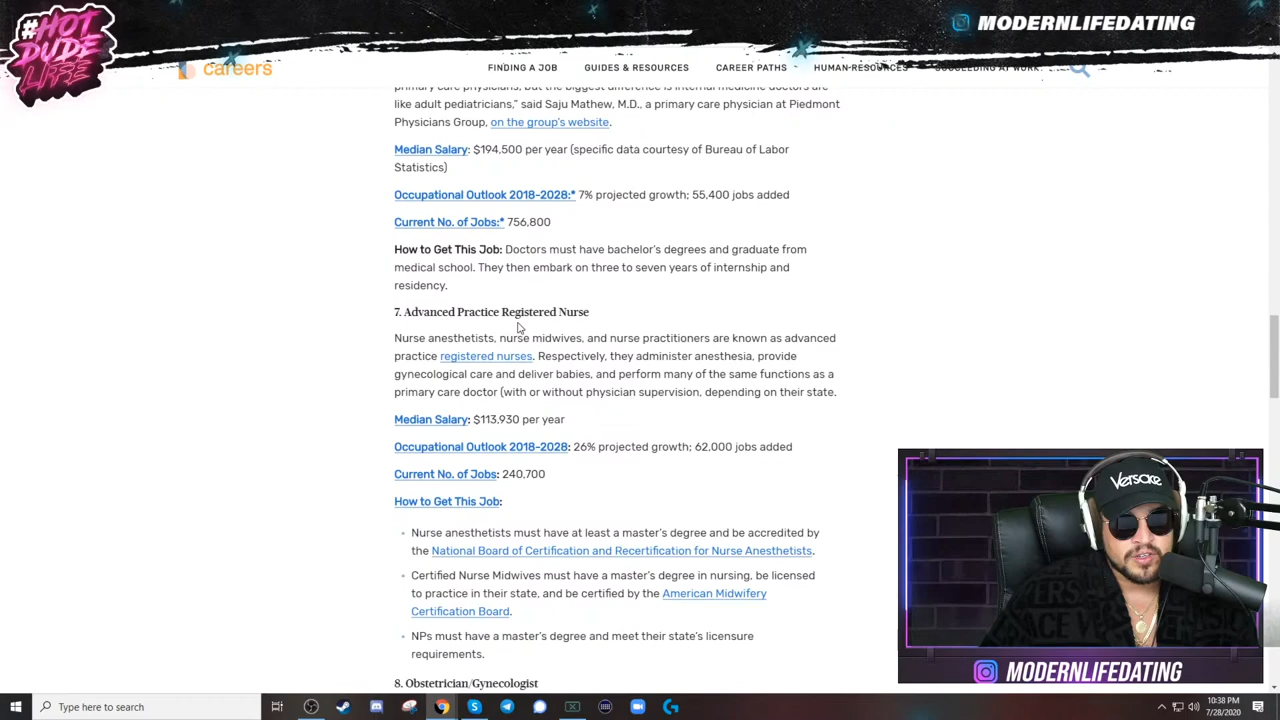 #HOT
DUDE
LIFE
MODERNLIFEDATING
careers
FINDING A JOB
GUIDES & RESOURCES
CAREER PATHS
HUMAN RESOURCES
SUCCEEDING AT WORK
primary care physicians, but the biggest difference is internal medicine doctors are
like adult pediatricians,” said Saju Mathew, M.D., a primary care physician at Piedmont
Physicians Group, on the group’s website.
Median Salary: $194,500 per year (specific data courtesy of Bureau of Labor
Statistics)
Occupational Outlook 2018-2028:* 7% projected growth; 55,400 jobs added
Current No. of Jobs:* 756,800
How to Get This Job: Doctors must have bachelor’s degrees and graduate from
medical school. They then embark on three to seven years of internship and
residency.
7. Advanced Practice Registered Nurse
Nurse anesthetists, nurse midwives, and nurse practitioners are known as advanced
practice registered nurses. Respectively, they administer anesthesia, provide
gynecological care and deliver babies, and perform many of the same functions as a
primary care doctor (with or without physician supervision, depending on their state.
Median Salary: $113,930 per year
Occupational Outlook 2018-2028: 26% projected growth; 62,000 jobs added
Current No. of Jobs: 240,700
How to Get This Job:
Nurse anesthetists must have at least a master’s degree and be accredited by
the National Board of Certification and Recertification for Nurse Anesthetists.
Certified Nurse Midwives must have a master’s degree in nursing, be licensed
to practice in their state, and be certified by the American Midwifery
Certification Board.
NPs must have a master’s degree and meet their state’s licensure
requirements.
8. Obstetrician/Gynecologist
Versace
MODERNLIFEDATING
Type here to search
10:38 PM
7/28/2020